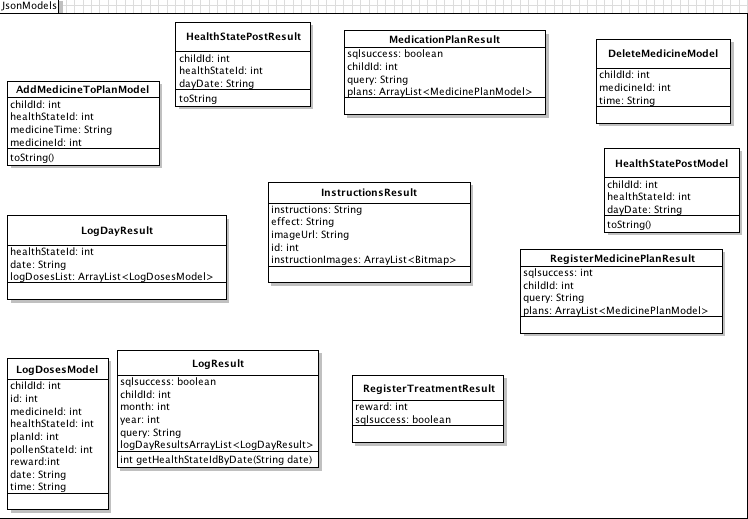 JsonModels
HealthStatePostResult
childId: int
healthStateId: int
dayDate: String
toString
MedicationPlanResult
sqlsuccess: boolean
childId: int
query: String
plans: ArrayList<MedicinePlanModel>
DeleteMedicineModel
childId: int
medicineId: int
time: String
AddMedicineToPlanModel
childId: int
healthStateId: int
medicineTime: String
medicineId: int
toString()
HealthStatePostModel
childId: int
healthStateId: int
dayDate: String
toString()
InstructionsResult
instructions: String
effect: String
imageUrl: String
id: int
instructionImages: ArrayList<Bitmap>
LogDayResult
healthStateId: int
date: String
logDosesList: ArrayList<LogDosesModel>
RegisterMedicinePlanResult
sqlsuccess: int
childId: int
query: String
plans: ArrayList<MedicinePlanModel>
LogDosesModel
childId: int
id: int
medicineId: int
healthStateId: int
planId: int
pollenStateId: int
reward:int
date: String
time: String
LogResult
sqlsuccess: boolean
childId: int
month: int
year: int
query: String
logDayResultsArrayList<LogDayResult>
int getHealthStateIdByDate(String date)
RegisterTreatmentResult
reward: int
sqlsuccess: boolean